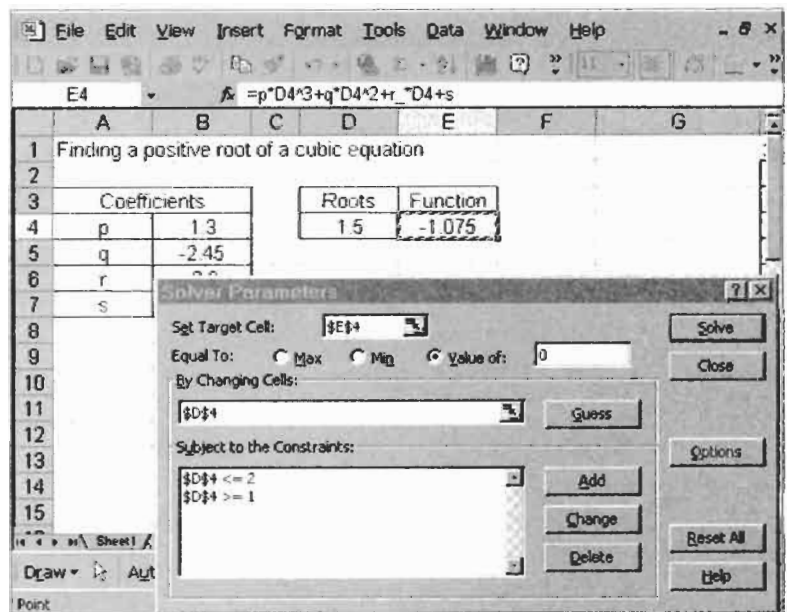 File Edit View Insert Format Tools Data Window Help
E4 fx =p*D4^3+q*D4^2+r_*D4+s
A B C D E F G
1 Finding a positive root of a cubic equation
2
3 Coefficients Roots Function
4 p 1.3 1.5 -1.075
5 q -2.45
6 r
7 s
Solver Parameters ? ×
8 Set Target Cell: $E$4 Solve
9 Equal To: Max Min Value of: 0 Close
10 By Changing Cells:
11 $D$4 Guess
12
13 Subject to the Constraints: Options
14 $D$4 <= 2 Add
$D$4 >= 1
15 Change
Sheet1 Reset All
Delete
Draw Aut Help
Point